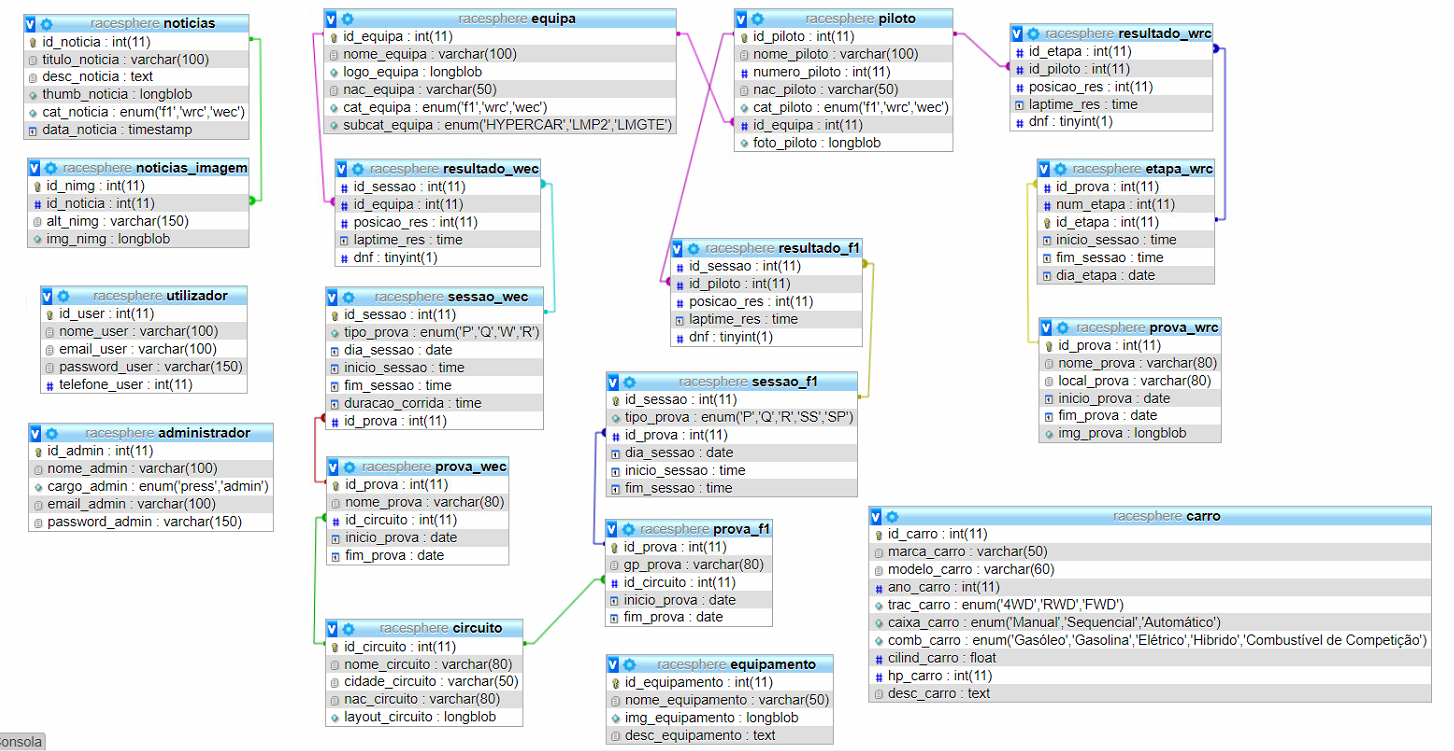 racesphere noticias
id_noticia : int(11)
titulo_noticia : varchar(100)
desc_noticia : text
thumb_noticia : longblob
cat_noticia : enum('f1','wrc','wec')
data_noticia : timestamp
racesphere noticias_imagem
id_nimg : int(11)
id_noticia : int(11)
alt_nimg : varchar(150)
img_nimg : longblob
racesphere utilizador
id_user : int(11)
nome_user : varchar(100)
email_user : varchar(100)
password_user : varchar(150)
telefone_user : int(11)
racesphere administrador
id_admin : int(11)
nome_admin : varchar(100)
cargo_admin : enum('press','admin')
email_admin : varchar(100)
password_admin : varchar(150)
racesphere equipa
id_equipa : int(11)
nome_equipa : varchar(100)
logo_equipa : longblob
nac_equipa : varchar(50)
cat_equipa : enum('f1','wrc','wec')
subcat_equipa : enum('HYPERCAR','LMP2','LMGTE')
racesphere resultado_wec
id_sessao : int(11)
id_equipa : int(11)
posicao_res : int(11)
laptime_res : time
dnf : tinyint(1)
racesphere sessao_wec
id_sessao : int(11)
tipo_prova : enum('P','Q','W','R')
dia_sessao : date
inicio_sessao : time
fim_sessao : time
duracao_corrida : time
id_prova : int(11)
racesphere prova_wec
id_prova : int(11)
nome_prova : varchar(80)
id_circuito : int(11)
inicio_prova : date
fim_prova : date
racesphere circuito
id_circuito : int(11)
nome_circuito : varchar(80)
cidade_circuito : varchar(50)
nac_circuito : varchar(80)
layout_circuito : longblob
racesphere piloto
id_piloto : int(11)
nome_piloto : varchar(100)
numero_piloto : int(11)
nac_piloto : varchar(50)
cat_piloto : enum('f1','wrc','wec')
id_equipa : int(11)
foto_piloto : longblob
racesphere resultado_f1
id_sessao : int(11)
id_piloto : int(11)
posicao_res : int(11)
laptime_res : time
dnf : tinyint(1)
racesphere sessao_f1
id_sessao : int(11)
tipo_prova : enum('P','Q','R','SS','SP')
id_prova : int(11)
dia_sessao : date
inicio_sessao : time
fim_sessao : time
racesphere prova_f1
id_prova : int(11)
gp_prova : varchar(80)
id_circuito : int(11)
inicio_prova : date
fim_prova : date
racesphere equipamento
id_equipamento : int(11)
nome_equipamento : varchar(50)
img_equipamento : longblob
desc_equipamento : text
racesphere resultado_wrc
id_etapa : int(11)
id_piloto : int(11)
posicao_res : int(11)
laptime_res : time
dnf : tinyint(1)
racesphere etapa_wrc
id_prova : int(11)
num_etapa : int(11)
id_etapa : int(11)
inicio_sessao : time
fim_sessao : time
dia_etapa : date
racesphere prova_wrc
id_prova : int(11)
nome_prova : varchar(80)
local_prova : varchar(80)
inicio_prova : date
fim_prova : date
img_prova : longblob
racesphere carro
id_carro : int(11)
marca_carro : varchar(50)
modelo_carro : varchar(60)
ano_carro : int(11)
trac_carro : enum('4WD','RWD','FWD')
caixa_carro : enum('Manual','Sequencial','Automático')
comb_carro : enum('Gasóleo','Gasolina','Elétrico','Hibrido','Combustível de Competição')
cilind_carro : float
hp_carro : int(11)
desc_carro : text
onsola